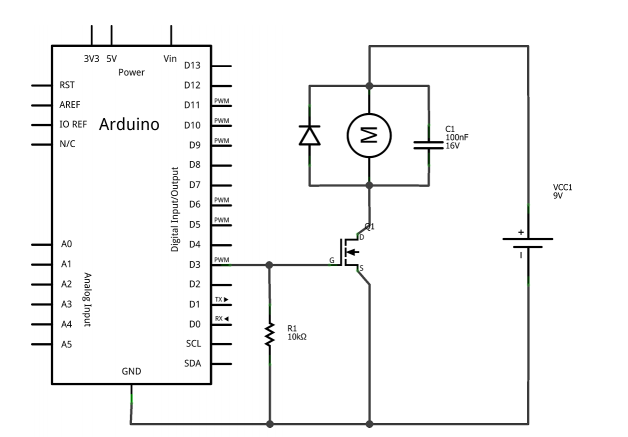 3V3 5V Vin
Power
D13
RST
D12
AREF
D11 PWM
IO REF
Arduino
D10 PWM
N/C
D9 PWM
D8
D7
D6 PWM
D5 PWM
Digital Input/Output
A0
D4
A1
D3 PWM
A2
D2
A3
D1 TX ▶
A4
D0 RX ◀
A5
SCL
SDA
Analog Input
GND
M
C1
100nF
16V
Q1
D
G
S
R1
10kΩ
VCC1
9V
+